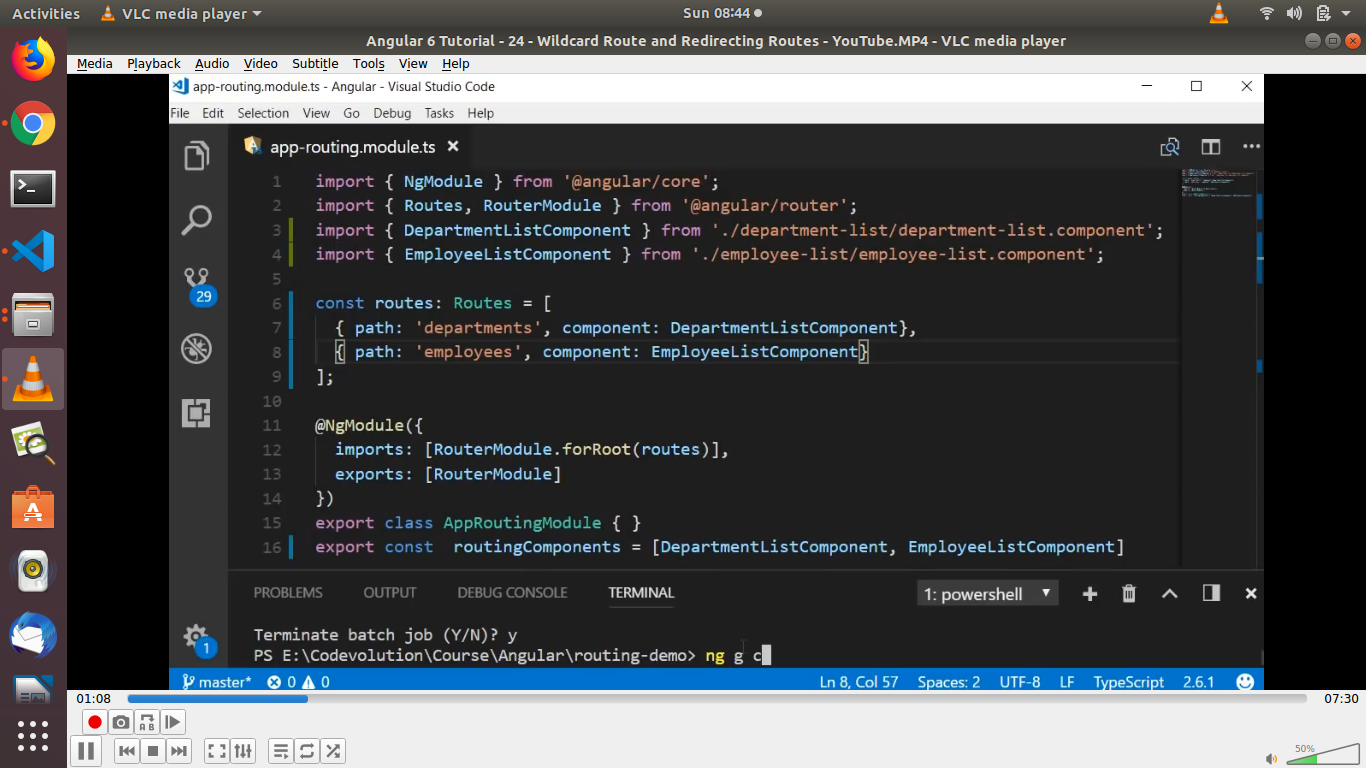 Activities VLC media player Sun 08:44
Angular 6 Tutorial - 24 - Wildcard Route and Redirecting Routes - YouTube.MP4 - VLC media player
Media Playback Audio Video Subtitle Tools View Help
app-routing.module.ts - Angular - Visual Studio Code
File Edit Selection View Go Debug Tasks Help
app-routing.module.ts
1 import { NgModule } from '@angular/core';
2 import { Routes, RouterModule } from '@angular/router';
3 import { DepartmentListComponent } from './department-list/department-list.component';
4 import { EmployeeListComponent } from './employee-list/employee-list.component';
5
6 const routes: Routes = [
7 { path: 'departments', component: DepartmentListComponent},
8 { path: 'employees', component: EmployeeListComponent}
9 ];
10
11 @NgModule({
12 imports: [RouterModule.forRoot(routes)],
13 exports: [RouterModule]
14 })
15 export class AppRoutingModule { }
16 export const routingComponents = [DepartmentListComponent, EmployeeListComponent]
29
PROBLEMS OUTPUT DEBUG CONSOLE TERMINAL 1: powershell
Terminate batch job (Y/N)? y
PS E:\Codevolution\Course\Angular\routing-demo> ng g c
1
master* 0 0 Ln 8, Col 57 Spaces: 2 UTF-8 LF TypeScript 2.6.1
01:08 07:30
A B
50%